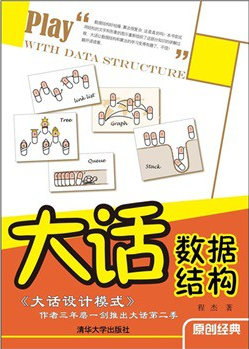 Play
WITH DATA STRUCTURE
link list
Tree
Graph
Queue
Stack
大话
数据
结构
《大话设计模式》
作者三年磨一剑推出大话第二季
程 杰 著
清华大学出版社
原创经典